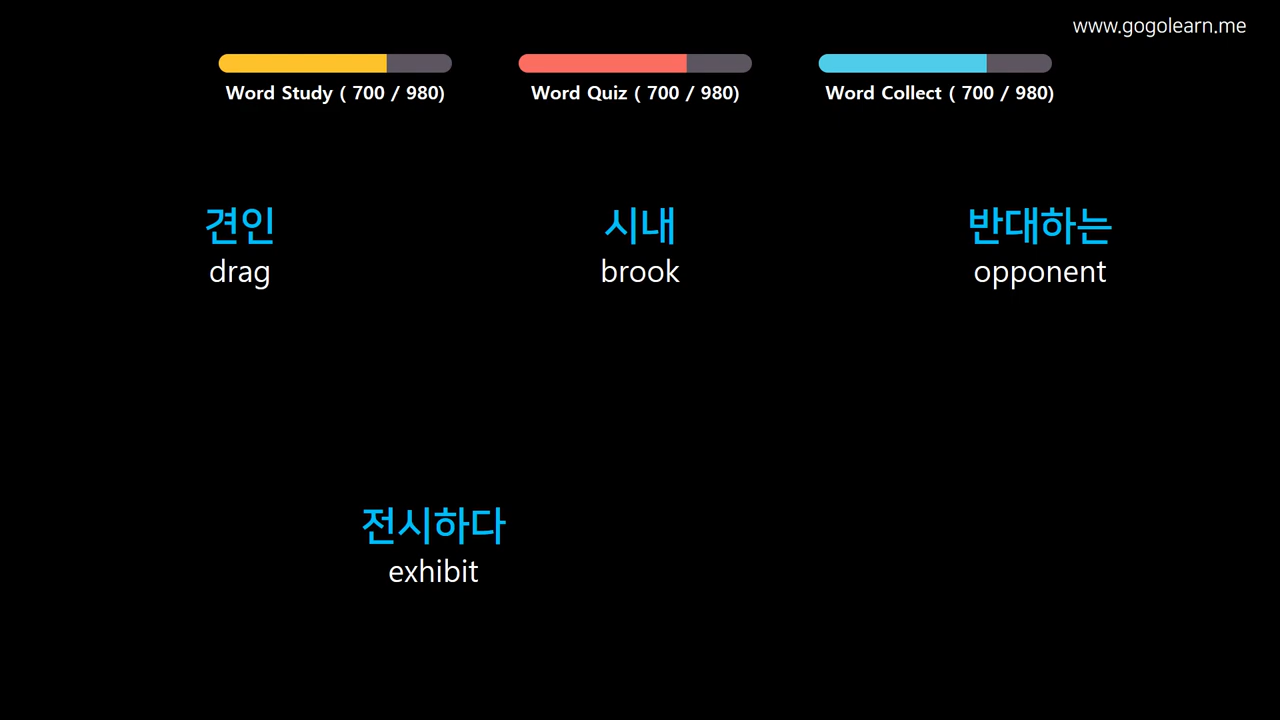 www.gogolearn.me
Word Study ( 700 / 980)
Word Quiz ( 700 / 980)
Word Collect ( 700 / 980)
견인
drag
시내
brook
반대하는
opponent
전시하다
exhibit